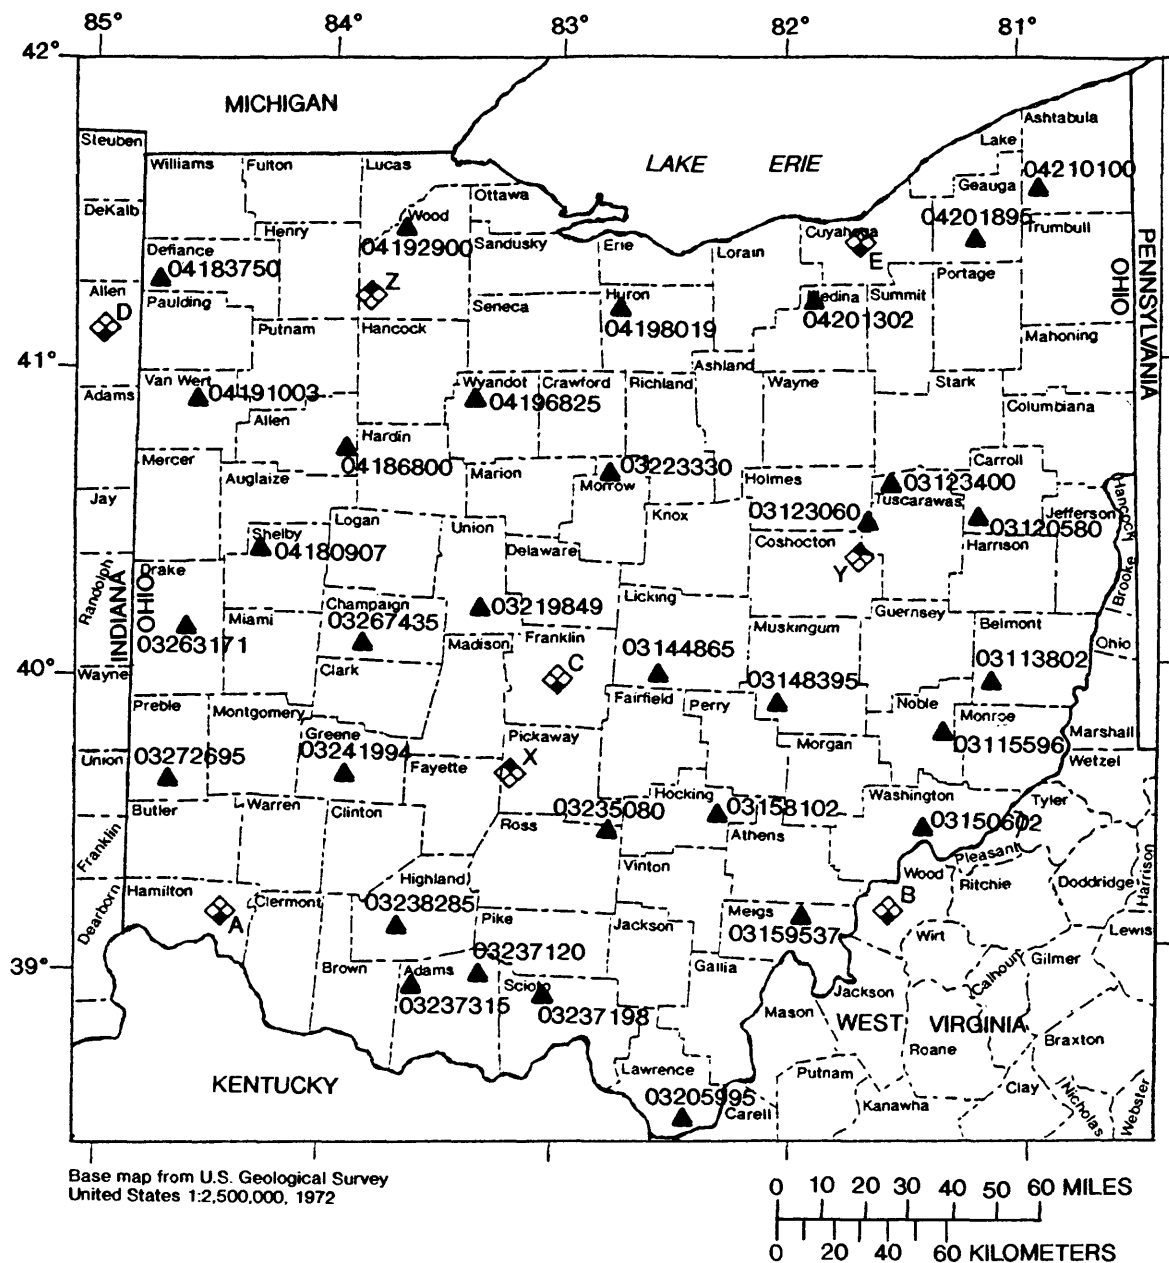 85° 84° 83° 82° 81°
42°
MICHIGAN
Steuben
Ashtabula
Lake
Williams Fulton Lucas
LAKE ERIE
04210100
Geauga
Ottawa
DeKalb
Wood
04201895
Trumbull
Henry
Cuyahoga
Defiance
04192900
Sandusky Erie Lorain
E
04183750
Portage
PENNSYLVANIA
OHIO
Z
Allen
Paulding
Seneca
Huron
Medina Summit
D
04198019
04201302
Putnam Hancock
Mahoning
41°
Ashland
Van Wert
Wyandot Crawford Richland Wayne Stark
Adams
04191003
04196825
Columbiana
Allen
Hardin
Mercer
04186800
03223330
Carroll
Auglaize
Marion
Morrow
Holmes
03123400
Jay
Tuscarawas
Hancock
Logan
Union
Knox
03123060
03120580
Jefferson
Shelby
04180907
Delaware
Coshocton
Harrison
Randolph
INDIANA
OHIO
Drake
Y
Brooke
Champaign
03219849
Licking
Guernsey
Miami
03267435
Franklin
Muskingum
Belmont
03263171
Madison
03144865
Ohio
40°
Wayne
Clark
C
03113802
03148395
Preble
Montgomery
Fairfield Perry
Noble
Monroe
Greene
Pickaway
Marshall
Union
03272695
03241994
Fayette
X
Morgan
03115596
Wetzel
Butler
Warren Clinton
Hocking
Washington
Tyler
03235080
03158102
03150602
Franklin
Ross
Athens
Pleasant
Harrison
Vinton
Hamilton
Highland
Wood
Ritchie
Doddridge
Dearborn
Clermont
B
A
03238285
Pike
Jackson
Meigs
Lewis
03159537
Wirt
03237120
39°
Brown
Adams
Gallia
Calhoun
Gilmer
Scioto
03237315
03237198
Jackson
Mason
WEST VIRGINIA
Braxton
Roane
KENTUCKY
Lawrence
Putnam
Clay
Nicholas
Webster
03205995
Carell
Kanawha
Base map from U.S. Geological Survey
United States 1:2,500,000, 1972
0 10 20 30 40 50 60 MILES
0 20 40 60 KILOMETERS